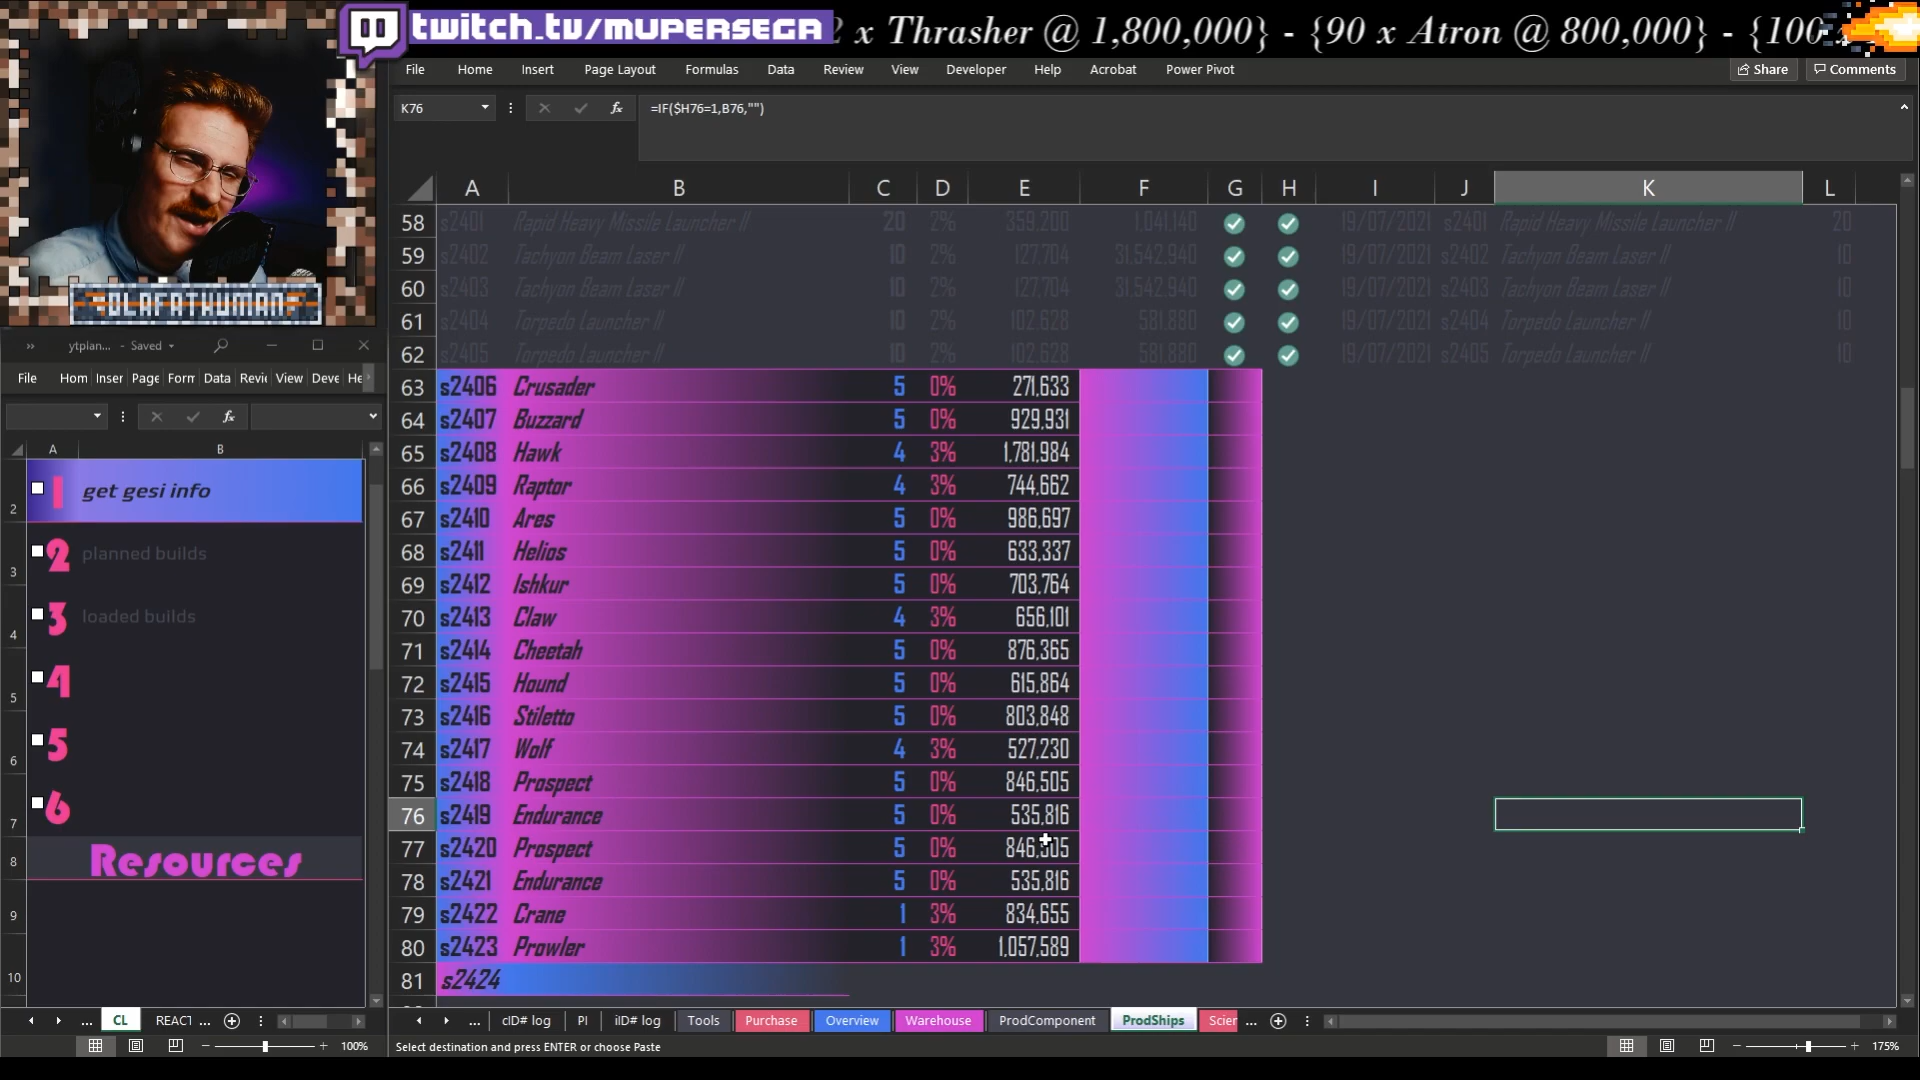 twitch.tv/MUPERSEGA
x Thrasher @ 1,800,000} - {90 x Atron @ 800,000} - {100
File Home Insert Page Layout Formulas Data Review View Developer Help Acrobat Power Pivot Share Comments
K76 fx =IF($H76=1,B76,"")
A B C D E F G H I J K L
58 s2401 Rapid Heavy Missile Launcher II 20 2% 359,200 1,041,140 19/07/2021 s2401 Rapid Heavy Missile Launcher II 20
59 s2402 Tachyon Beam Laser II 10 2% 127,704 31,542,940 19/07/2021 s2402 Tachyon Beam Laser II 10
60 s2403 Tachyon Beam Laser II 10 2% 127,704 31,542,940 19/07/2021 s2403 Tachyon Beam Laser II 10
61 s2404 Torpedo Launcher II 10 2% 102,628 581,880 19/07/2021 s2404 Torpedo Launcher II 10
62 s2405 Torpedo Launcher II 10 2% 102,628 581,880 19/07/2021 s2405 Torpedo Launcher II 10
63 s2406 Crusader 5 0% 271,633
64 s2407 Buzzard 5 0% 929,931
65 s2408 Hawk 4 3% 1,781,984
66 s2409 Raptor 4 3% 744,662
67 s2410 Ares 5 0% 986,697
68 s2411 Helios 5 0% 633,337
69 s2412 Ishkur 5 0% 703,764
70 s2413 Claw 4 3% 656,101
71 s2414 Cheetah 5 0% 876,365
72 s2415 Hound 5 0% 615,864
73 s2416 Stiletto 5 0% 803,848
74 s2417 Wolf 4 3% 527,230
75 s2418 Prospect 5 0% 846,505
76 s2419 Endurance 5 0% 535,816
77 s2420 Prospect 5 0% 846,505
78 s2421 Endurance 5 0% 535,816
79 s2422 Crane 1 3% 834,655
80 s2423 Prowler 1 3% 1,057,589
81 s2424
... cID# log PI iID# log Tools Purchase Overview Warehouse ProdComponent ProdShips Scier ...
Select destination and press ENTER or choose Paste 175%
OLAFATHUMAN
ytplan... - Saved
File Hom Inser Page Form Data Revie View Deve He
fx
A B
2 1 get gesi info
3 2 planned builds
4 3 loaded builds
5 4
6 5
7 6
8 Resources
9
10
... CL REACT ...
100%